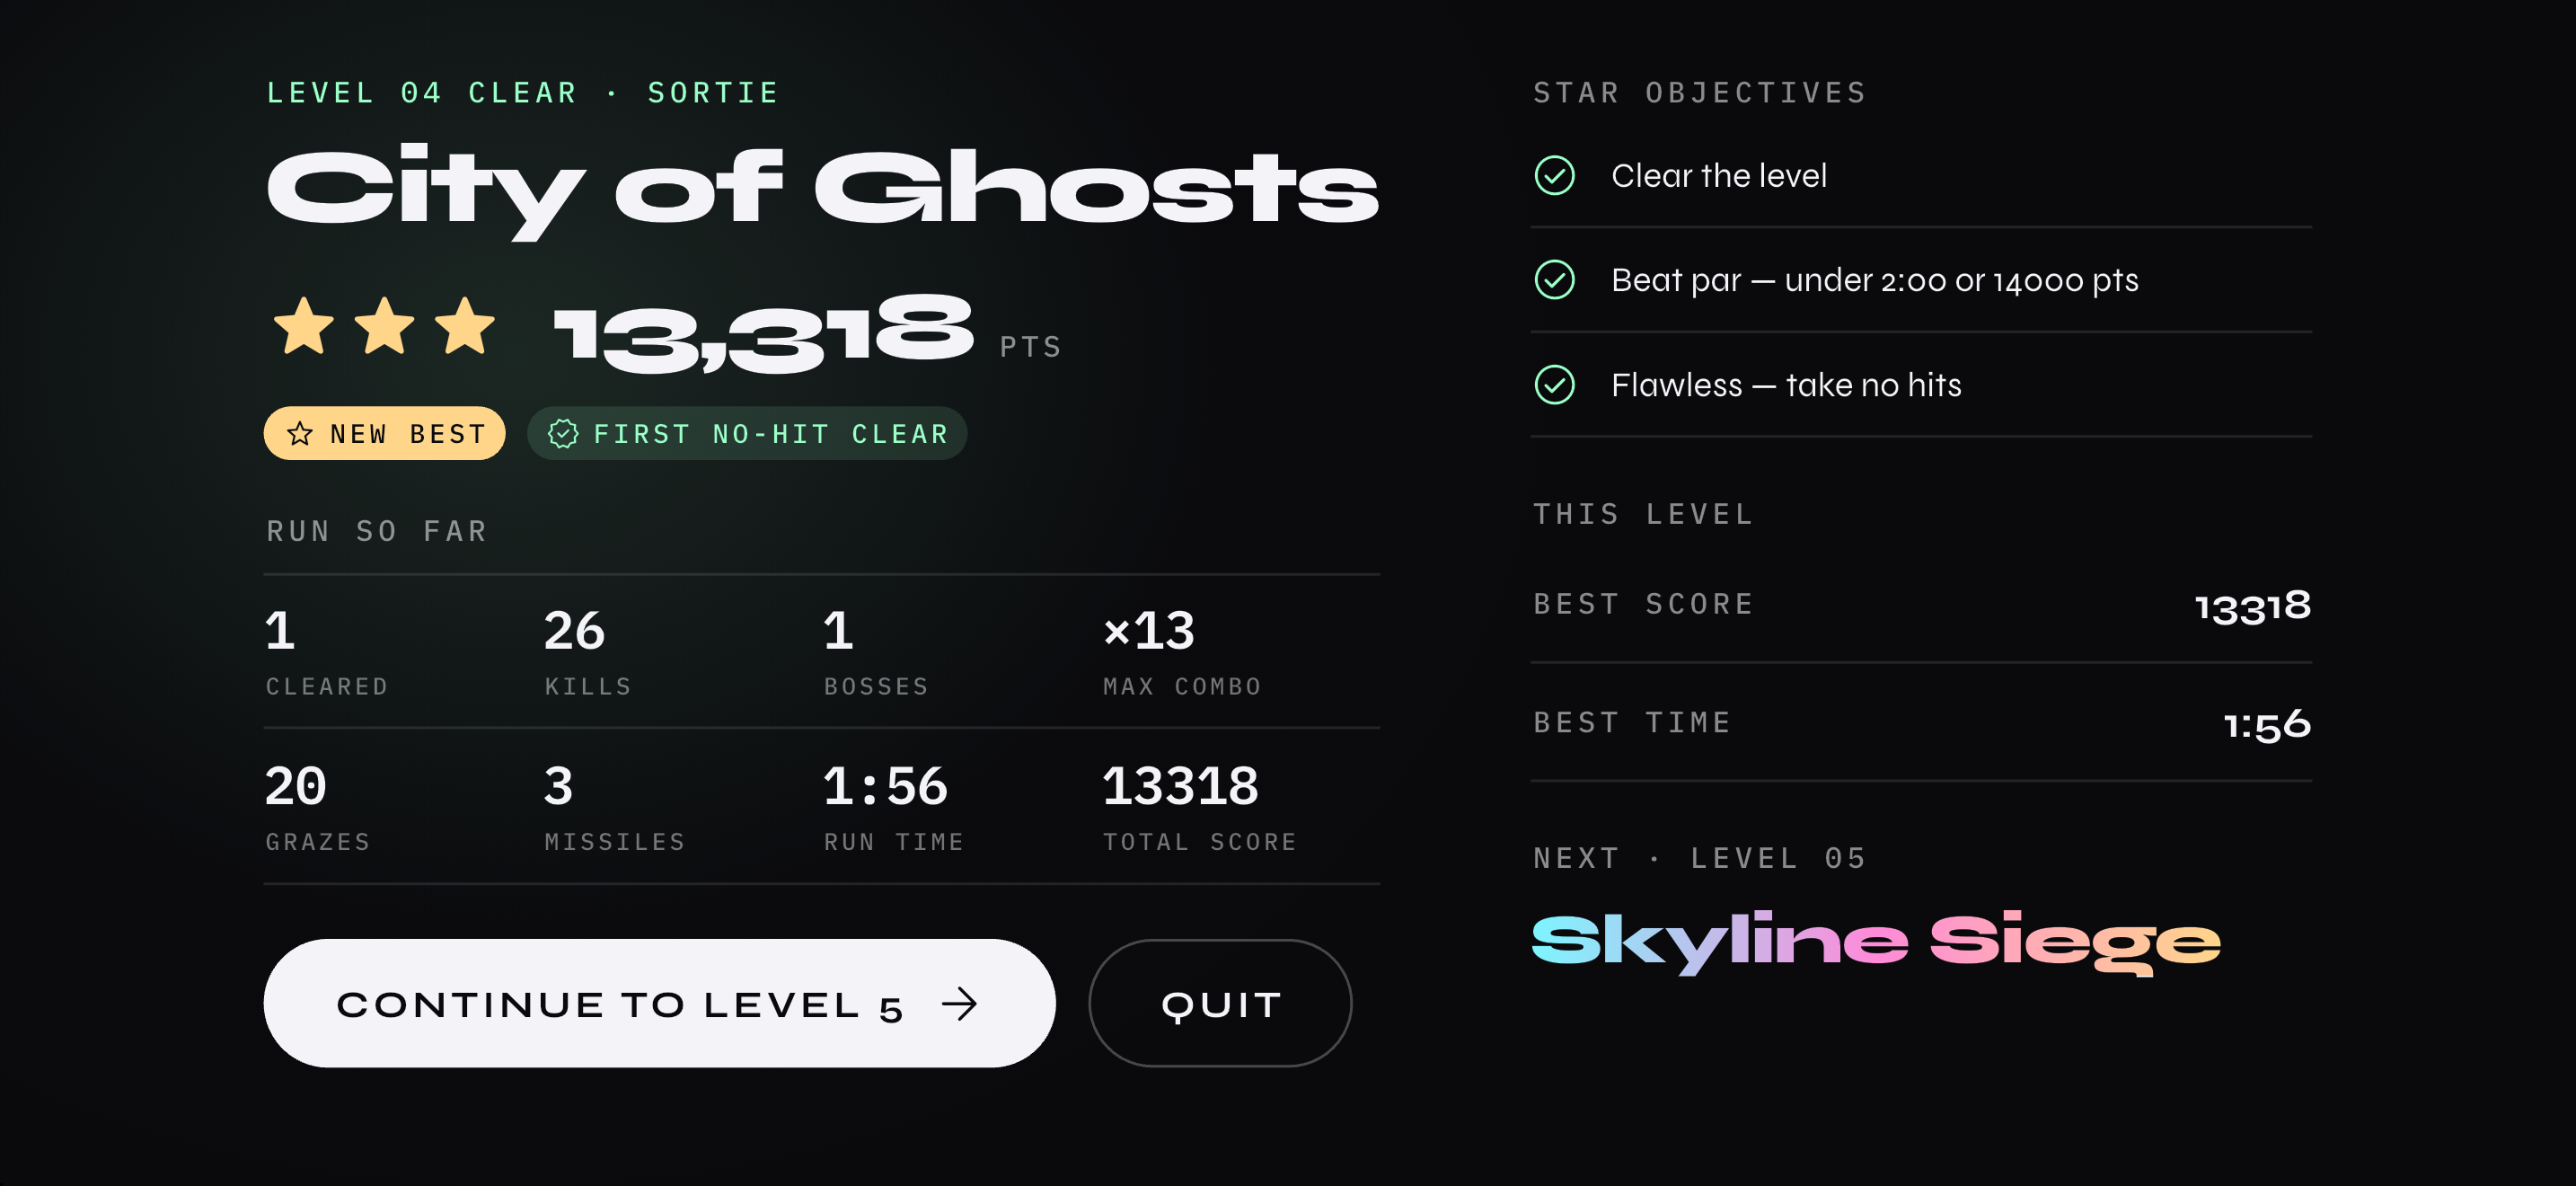 LEVEL 04 CLEAR · SORTIE
City of Ghosts
13,318 PTS
NEW BEST
FIRST NO-HIT CLEAR
RUN SO FAR
1
CLEARED
26
KILLS
1
BOSSES
×13
MAX COMBO
20
GRAZES
3
MISSILES
1:56
RUN TIME
13318
TOTAL SCORE
CONTINUE TO LEVEL 5
QUIT
STAR OBJECTIVES
Clear the level
Beat par — under 2:00 or 14000 pts
Flawless — take no hits
THIS LEVEL
BEST SCORE 13318
BEST TIME 1:56
NEXT · LEVEL 05
Skyline Siege